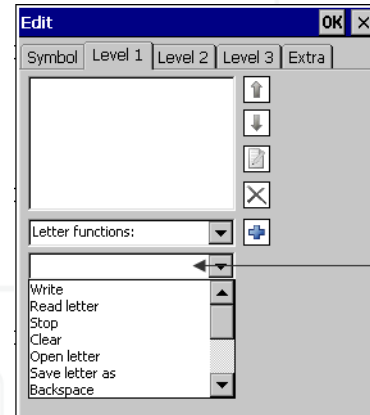 Edit OK
Symbol Level 1 Level 2 Level 3 Extra
Letter functions:
Write
Read letter
Stop
Clear
Open letter
Save letter as
Backspace